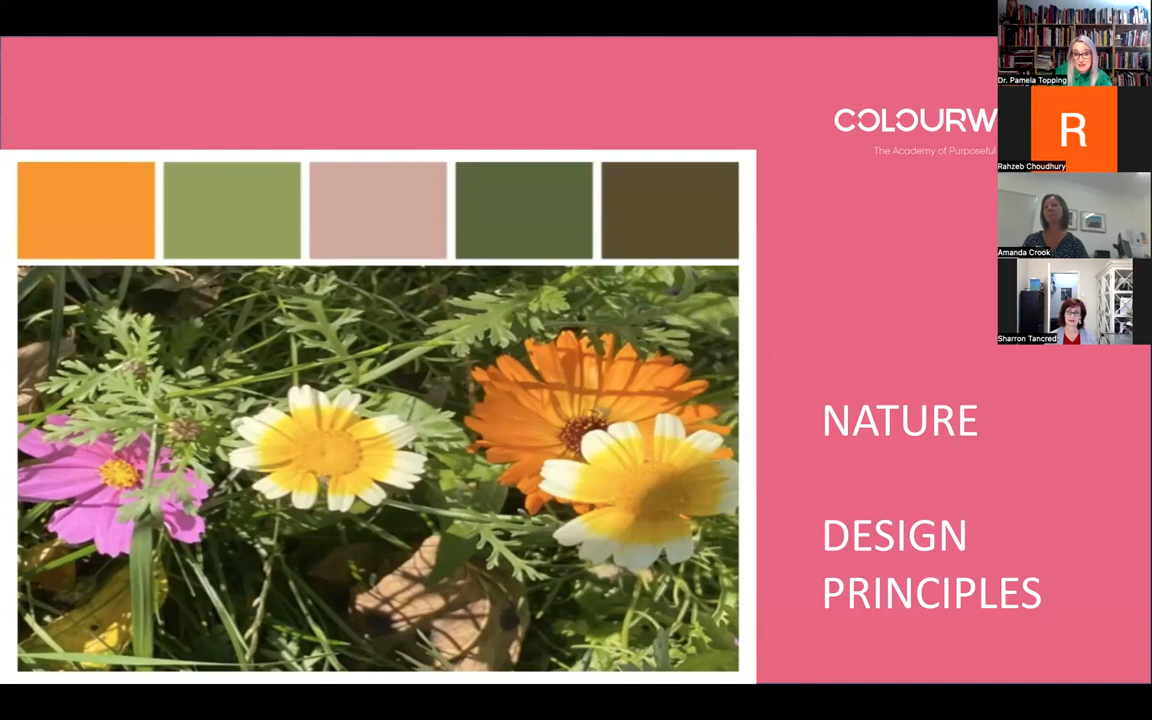 COLOURW
The Academy of Purposeful
NATURE
DESIGN
PRINCIPLES
Dr. Pamela Topping
R
Rahzeb Choudhury
Amanda Crook
Sharron Tancred